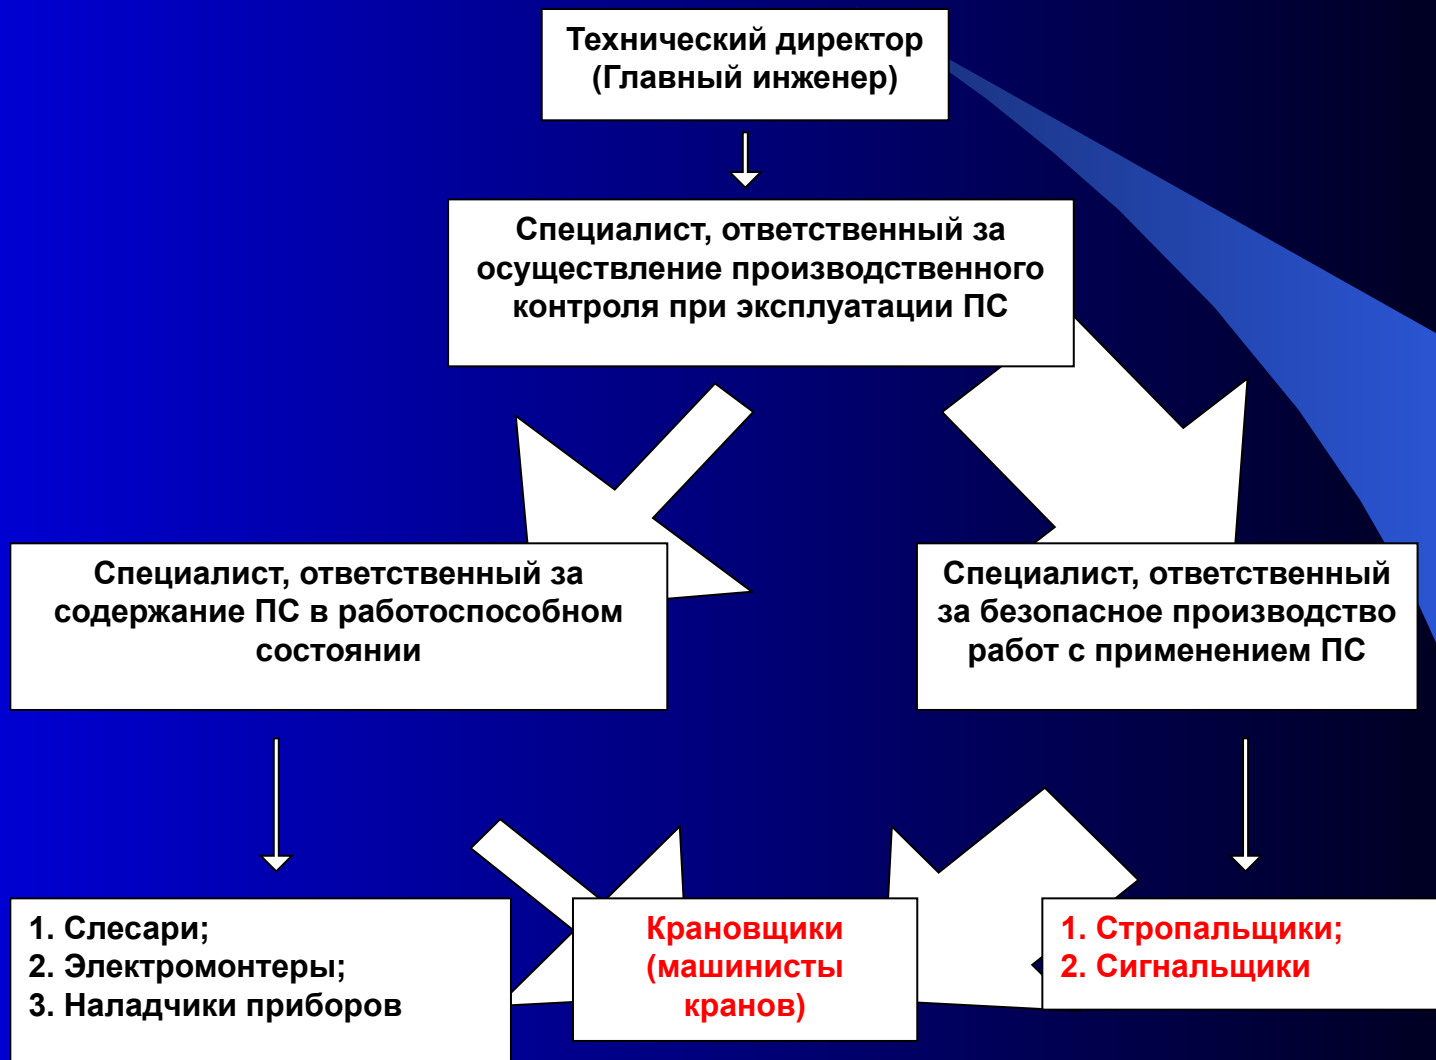 Технический директор
(Главный инженер)
Специалист, ответственный за
осуществление производственного
контроля при эксплуатации ПС
Специалист, ответственный за
содержание ПС в работоспособном
состоянии
Специалист, ответственный
за безопасное производство
работ с применением ПС
1. Слесари;
2. Электромонтеры;
3. Наладчики приборов
Крановщики
(машинисты
кранов)
1. Стропальщики;
2. Сигнальщики